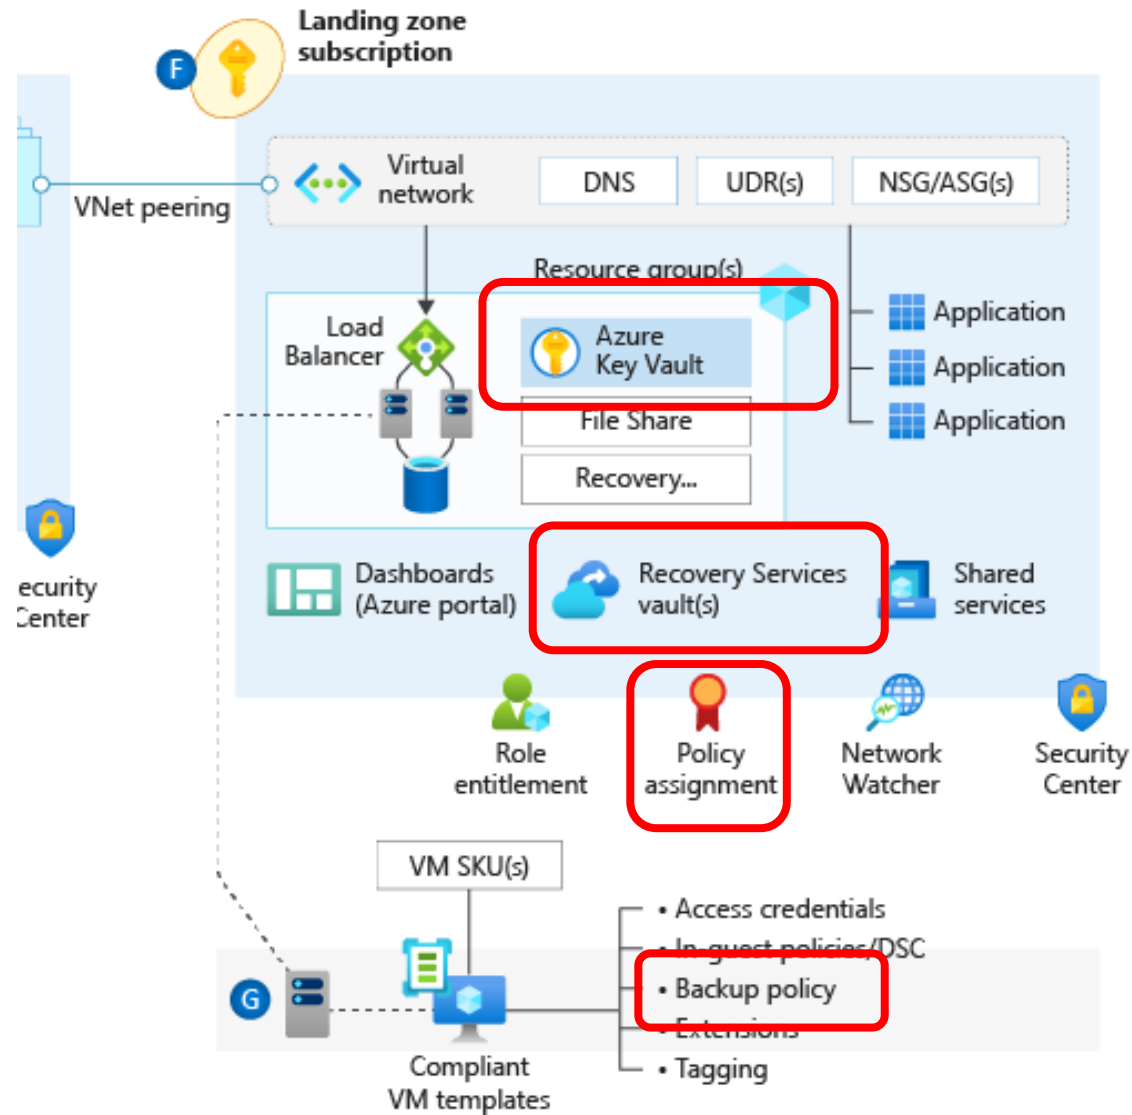 Landing zone
subscription
F
Virtual
network
DNS
UDR(s)
NSG/ASG(s)
VNet peering
Resource group(s)
Load
Balancer
Azure
Key Vault
File Share
Recovery...
Application
Application
Application
ecurity
Center
Dashboards
(Azure portal)
Recovery Services
vault(s)
Shared
services
Role
entitlement
Policy
assignment
Network
Watcher
Security
Center
VM SKU(s)
• Access credentials
• In-guest policies/DSC
• Backup policy
• Extensions
• Tagging
G
Compliant
VM templates